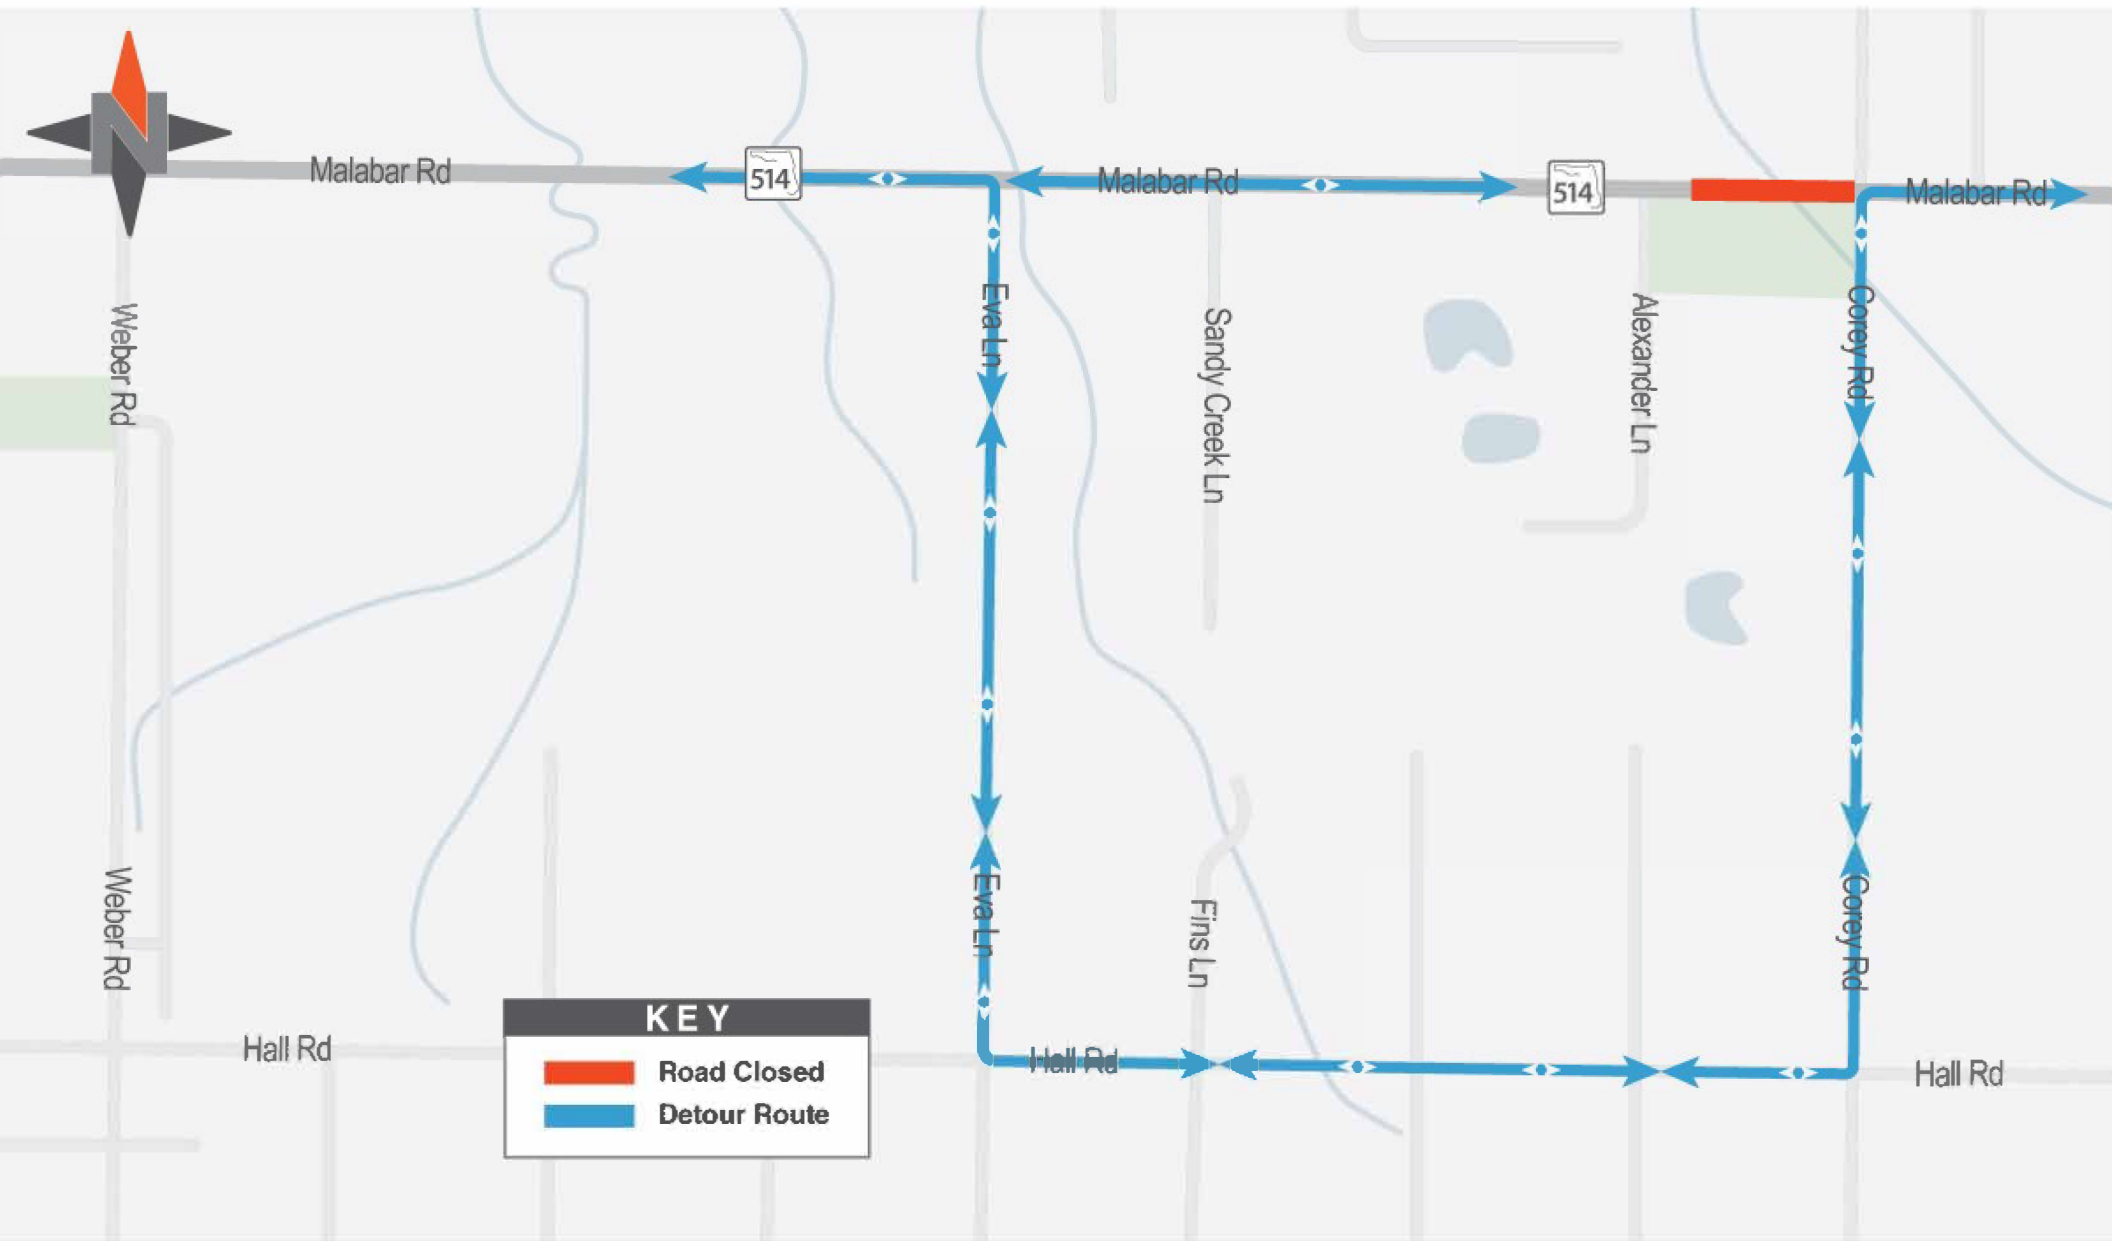 N
Malabar Rd
514
Malabar Rd
514
Malabar Rd
Weber Rd
Eva Ln
Sandy Creek Ln
Alexander Ln
Corey Rd
Weber Rd
Eva Ln
Fins Ln
Corey Rd
Hall Rd
Hall Rd
Hall Rd
KEY
Road Closed
Detour Route